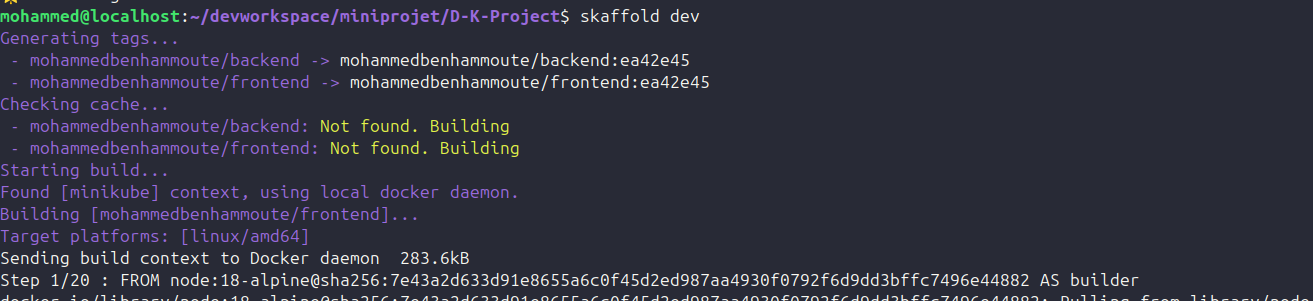 mohammed@localhost:~/devworkspace/miniprojet/D-K-Project$ skaffold dev
Generating tags...
 - mohammedbenhammoute/backend -> mohammedbenhammoute/backend:ea42e45
 - mohammedbenhammoute/frontend -> mohammedbenhammoute/frontend:ea42e45
Checking cache...
 - mohammedbenhammoute/backend: Not found. Building
 - mohammedbenhammoute/frontend: Not found. Building
Starting build...
Found [minikube] context, using local docker daemon.
Building [mohammedbenhammoute/frontend]...
Target platforms: [linux/amd64]
Sending build context to Docker daemon  283.6kB
Step 1/20 : FROM node:18-alpine@sha256:7e43a2d633d91e8655a6c0f45d2ed987aa4930f0792f6d9dd3bffc7496e44882 AS builder